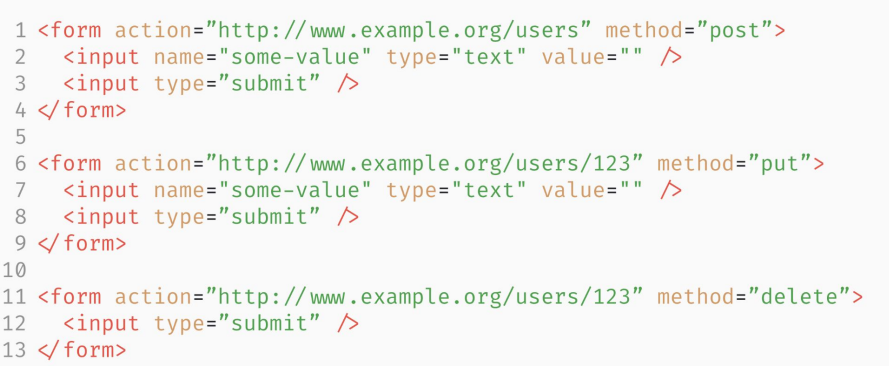 1 <form action=”http://www.example.org/users” method=”post”>
2   <input name="some-value" type="text" value="" />
3   <input type=”submit” />
4 </form>
5
6 <form action=”http://www.example.org/users/123” method=”put”>
7   <input name="some-value" type="text" value="" />
8   <input type=”submit” />
9 </form>
10
11 <form action=”http://www.example.org/users/123” method=”delete”>
12   <input type=”submit” />
13 </form>